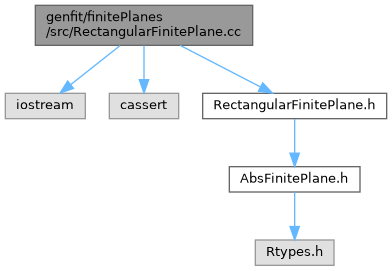 genfit/finitePlanes
/src/RectangularFinitePlane.cc
iostream
cassert
RectangularFinitePlane.h
AbsFinitePlane.h
Rtypes.h